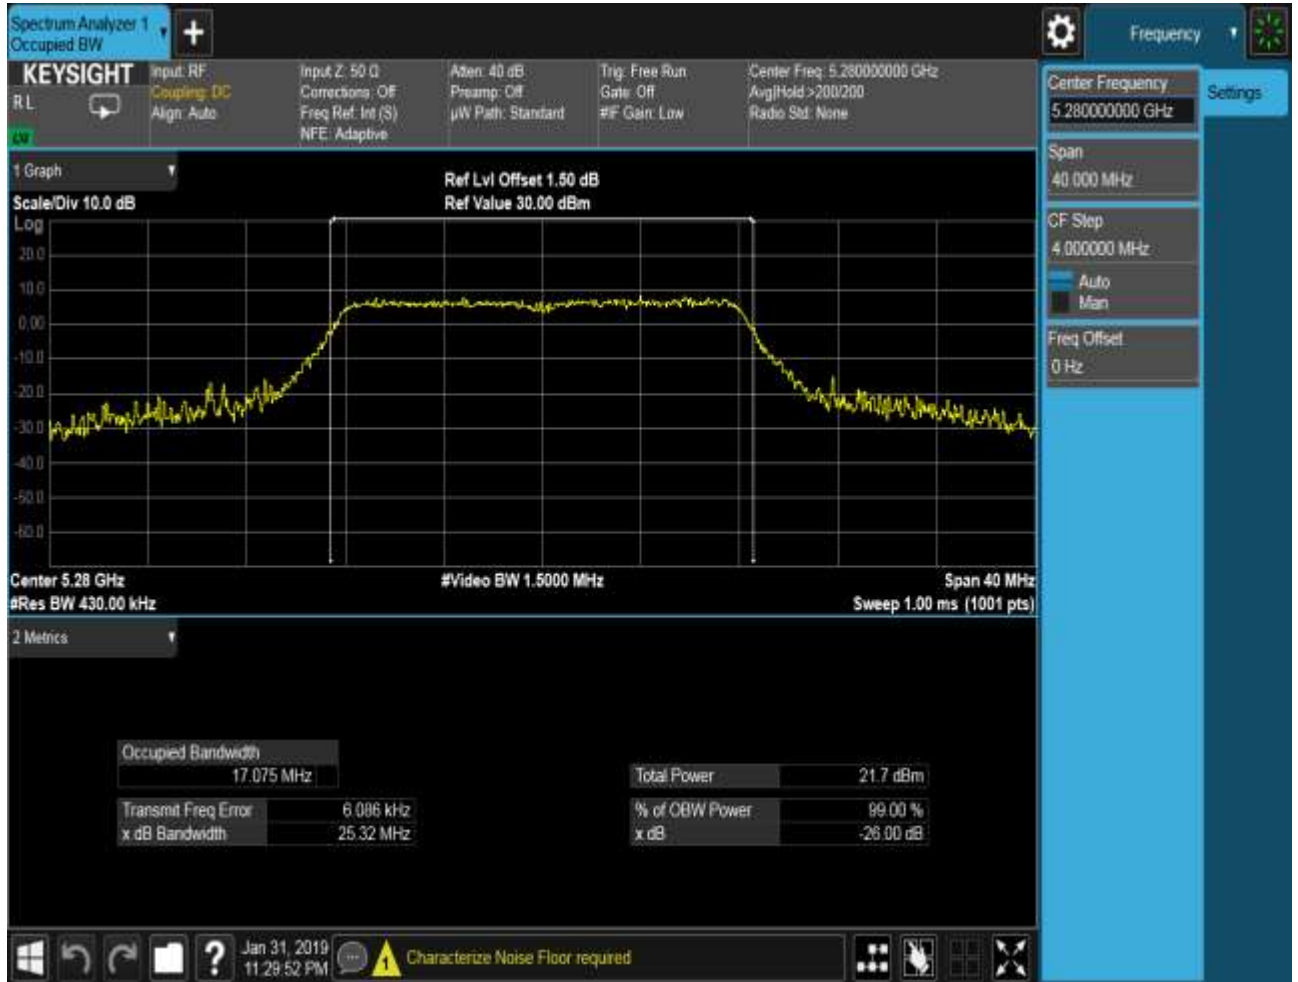 Spectrum Analyzer 1
Occupied BW
Frequency
KEYSIGHT
RL
Input: RF
Coupling: DC
Align: Auto
Input Z: 50 Ω
Corrections: Off
Freq Ref: Int (S)
NFE: Adaptive
Atten: 40 dB
Preamp: Off
µW Path: Standard
Trig: Free Run
Gate: Off
#IF Gain: Low
Center Freq: 5.280000000 GHz
Avg|Hold:>200/200
Radio Std: None
Center Frequency
5.280000000 GHz
Settings
Span
40.000 MHz
CF Step
4.000000 MHz
Auto
Man
Freq Offset
0 Hz
1 Graph
Scale/Div 10.0 dB
Ref Lvl Offset 1.50 dB
Ref Value 30.00 dBm
Log
20.0
10.0
0.00
-10.0
-20.0
-30.0
-40.0
-50.0
-60.0
Center 5.28 GHz
#Video BW 1.5000 MHz
Span 40 MHz
#Res BW 430.00 kHz
Sweep 1.00 ms (1001 pts)
2 Metrics
Occupied Bandwidth
17.075 MHz
Total Power 21.7 dBm
Transmit Freq Error 6.086 kHz
% of OBW Power 99.00 %
x dB Bandwidth 25.32 MHz
x dB -26.00 dB
Jan 31, 2019
11:29:52 PM
1
Characterize Noise Floor required